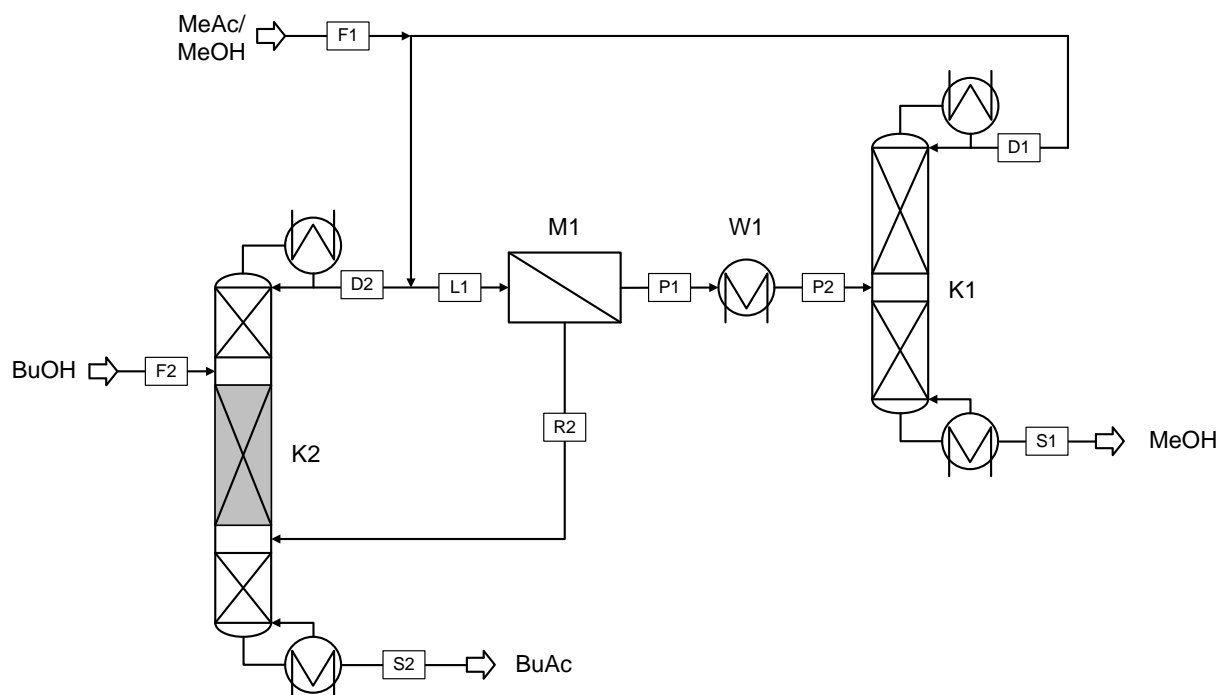 MeAc/
MeOH
F1
D1
M1
W1
D2
L1
P1
P2
K1
BuOH
F2
R2
K2
S1
MeOH
S2
BuAc